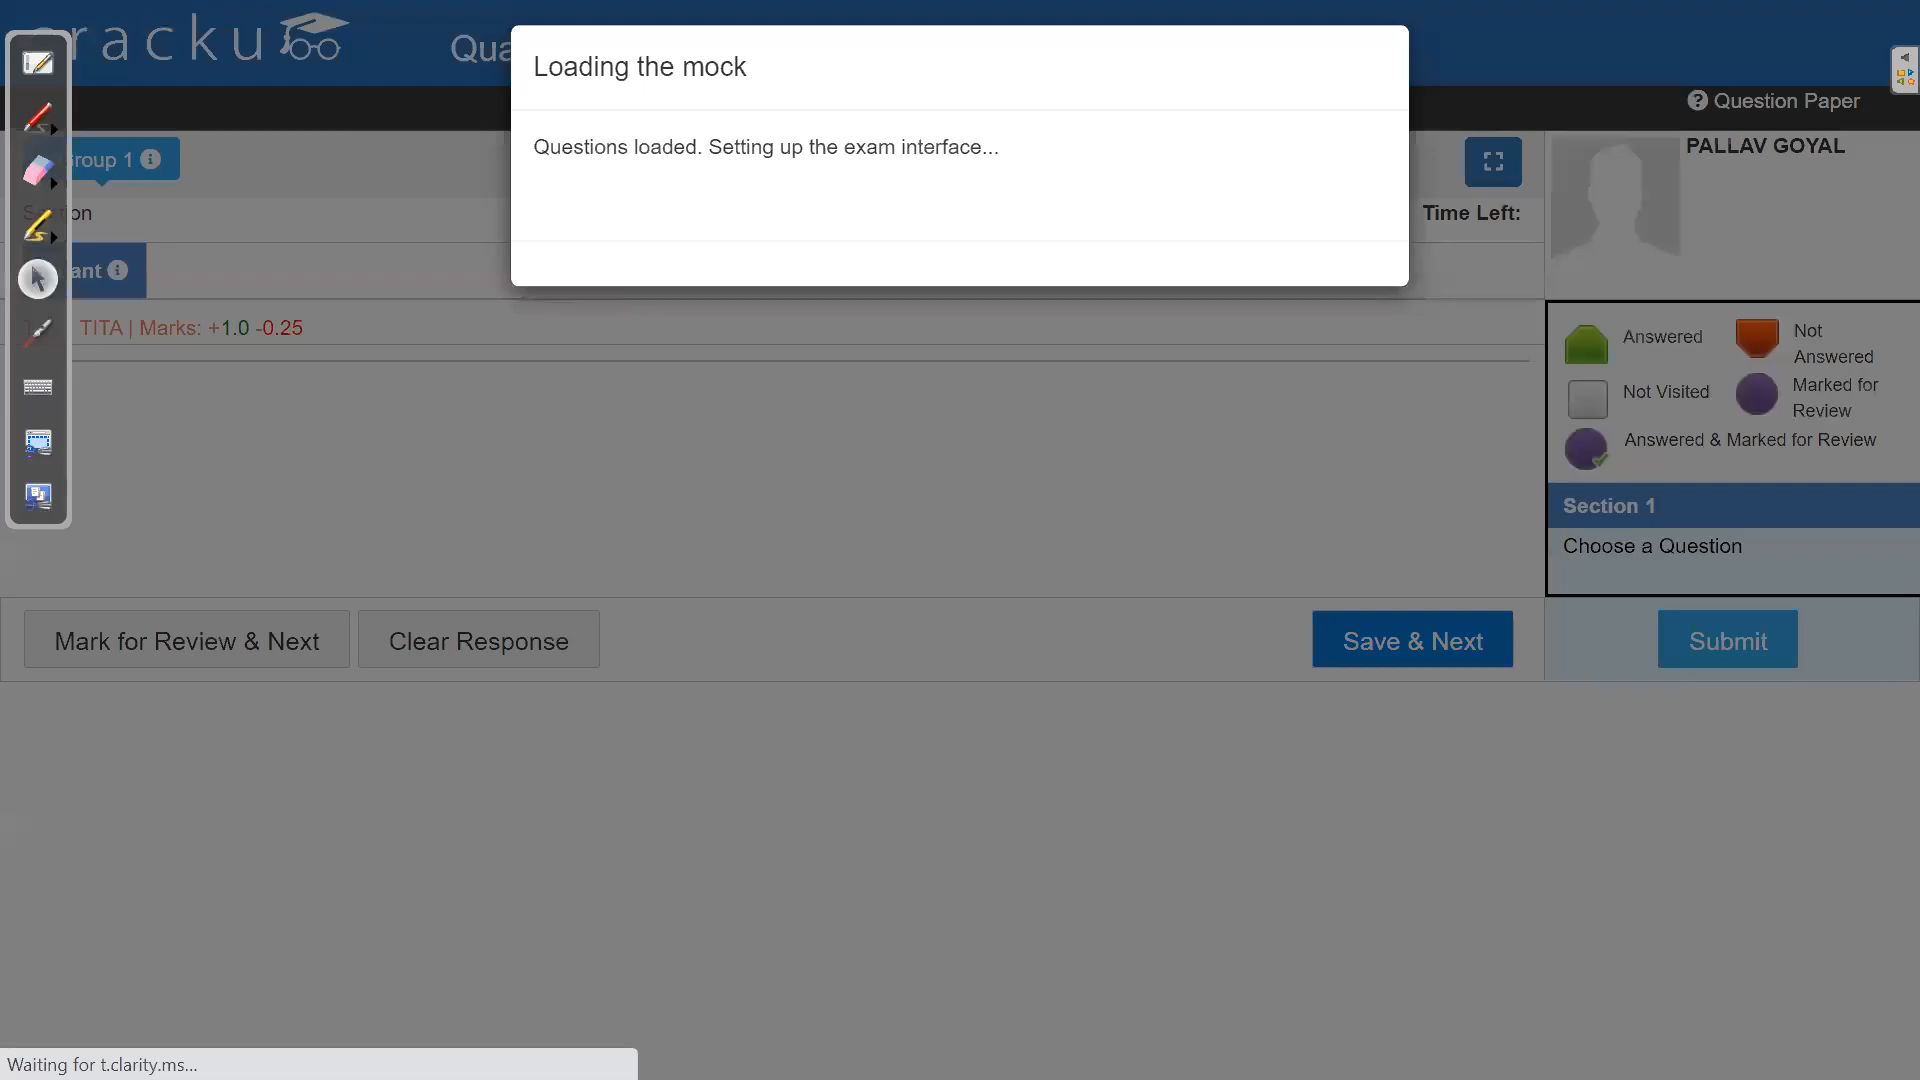 racku
Qua
Loading the mock
Questions loaded. Setting up the exam interface...
Question Paper
PALLAV GOYAL
Group 1
Section
Time Left:
ant
TITA | Marks: +1.0 -0.25
Answered
Not Answered
Not Visited
Marked for Review
Answered & Marked for Review
Section 1
Choose a Question
Mark for Review & Next
Clear Response
Save & Next
Submit
Waiting for t.clarity.ms...